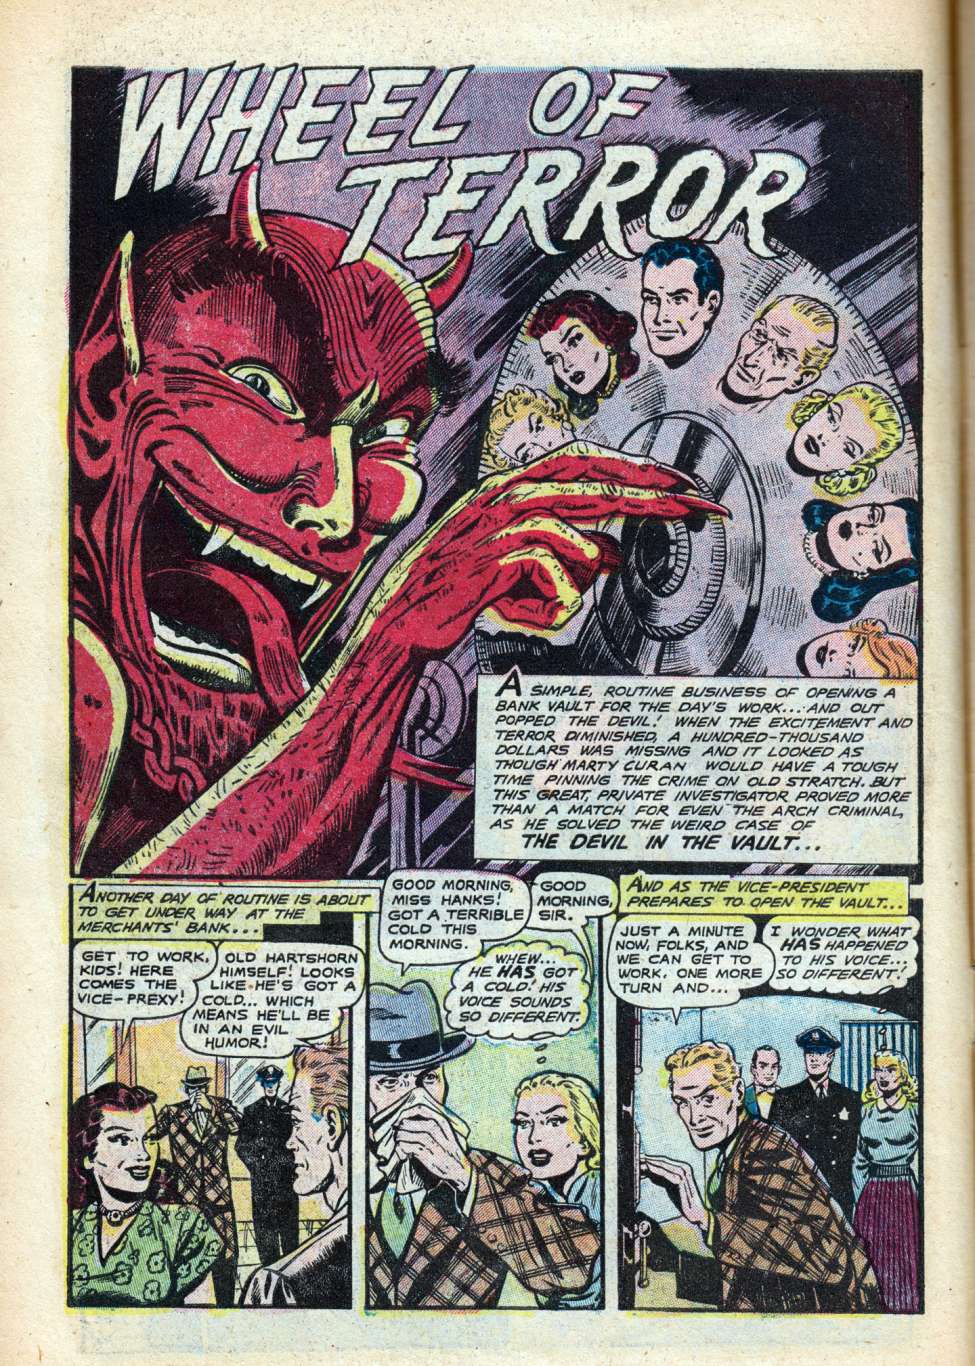 WHEEL OF
TERROR
A SIMPLE, ROUTINE BUSINESS OF OPENING A
BANK VAULT FOR THE DAY'S WORK... AND OUT
POPPED THE DEVIL! WHEN THE EXCITEMENT AND
TERROR DIMINISHED, A HUNDRED-THOUSAND
DOLLARS WAS MISSING AND IT LOOKED AS
THOUGH MARTY CURAN WOULD HAVE A TOUGH
TIME PINNING THE CRIME ON OLD STRATCH. BUT
THIS GREAT, PRIVATE INVESTIGATOR PROVED MORE
THAN A MATCH FOR EVEN THE ARCH CRIMINAL,
AS HE SOLVED THE WEIRD CASE OF
THE DEVIL IN THE VAULT...
ANOTHER DAY OF ROUTINE IS ABOUT
TO GET UNDER WAY AT THE
MERCHANTS' BANK...
GET TO WORK,
KIDS! HERE
COMES THE
VICE-PREXY!
OLD HARTSHORN
HIMSELF! LOOKS
LIKE HE'S GOT A
COLD... WHICH
MEANS HE'LL BE
IN AN EVIL
HUMOR!
GOOD MORNING,
MISS HANKS!
GOT A TERRIBLE
COLD THIS
MORNING.
GOOD
MORNING,
SIR.
WHEW...
HE HAS GOT
A COLD! HIS
VOICE SOUNDS
SO DIFFERENT.
AND AS THE VICE-PRESIDENT
PREPARES TO OPEN THE VAULT...
JUST A MINUTE
NOW, FOLKS, AND
WE CAN GET TO
WORK. ONE MORE
TURN AND...
I WONDER WHAT
HAS HAPPENED
TO HIS VOICE...
SO DIFFERENT!